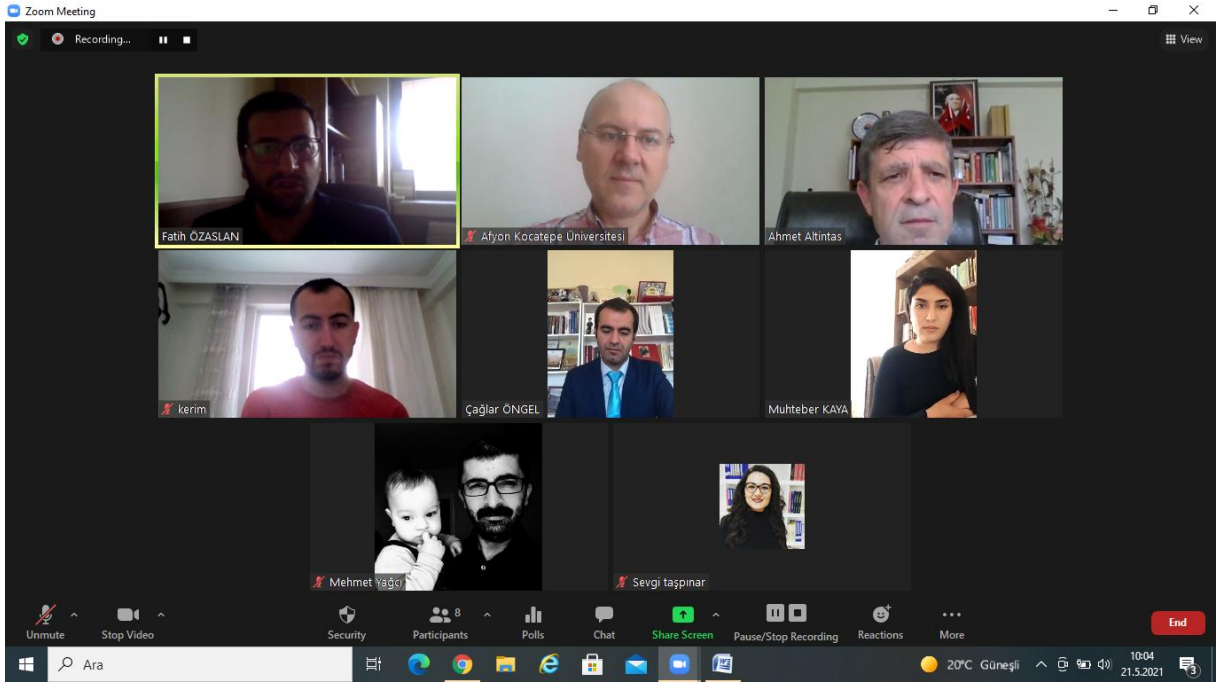 Zoom Meeting
Recording...
View
Fatih ÖZASLAN
Afyon Kocatepe Üniversitesi
Ahmet Altintas
kerim
Çağlar ÖNGEL
Muhteber KAYA
Mehmet Yağcı
Sevgi taşpınar
Unmute
Stop Video
Security
8
Participants
Polls
Chat
Share Screen
Pause/Stop Recording
Reactions
More
End
Ara
20°C Güneşli
10:04
21.5.2021
3